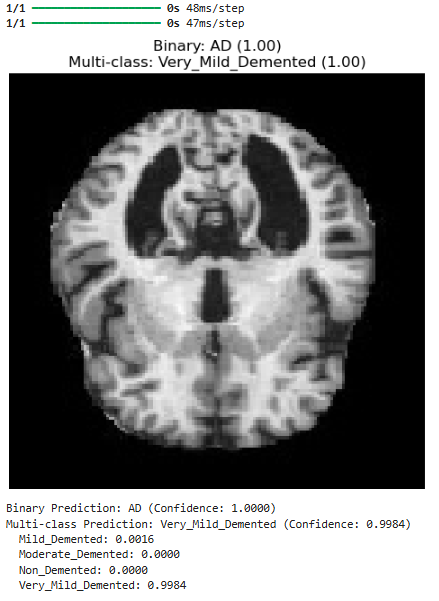 1/1 ━━━━━━━━━━━━━━━━━━━━ 0s 48ms/step
1/1 ━━━━━━━━━━━━━━━━━━━━ 0s 47ms/step
Binary: AD (1.00)
Multi-class: Very_Mild_Demented (1.00)
Binary Prediction: AD (Confidence: 1.0000)
Multi-class Prediction: Very_Mild_Demented (Confidence: 0.9984)
Mild_Demented: 0.0016
Moderate_Demented: 0.0000
Non_Demented: 0.0000
Very_Mild_Demented: 0.9984